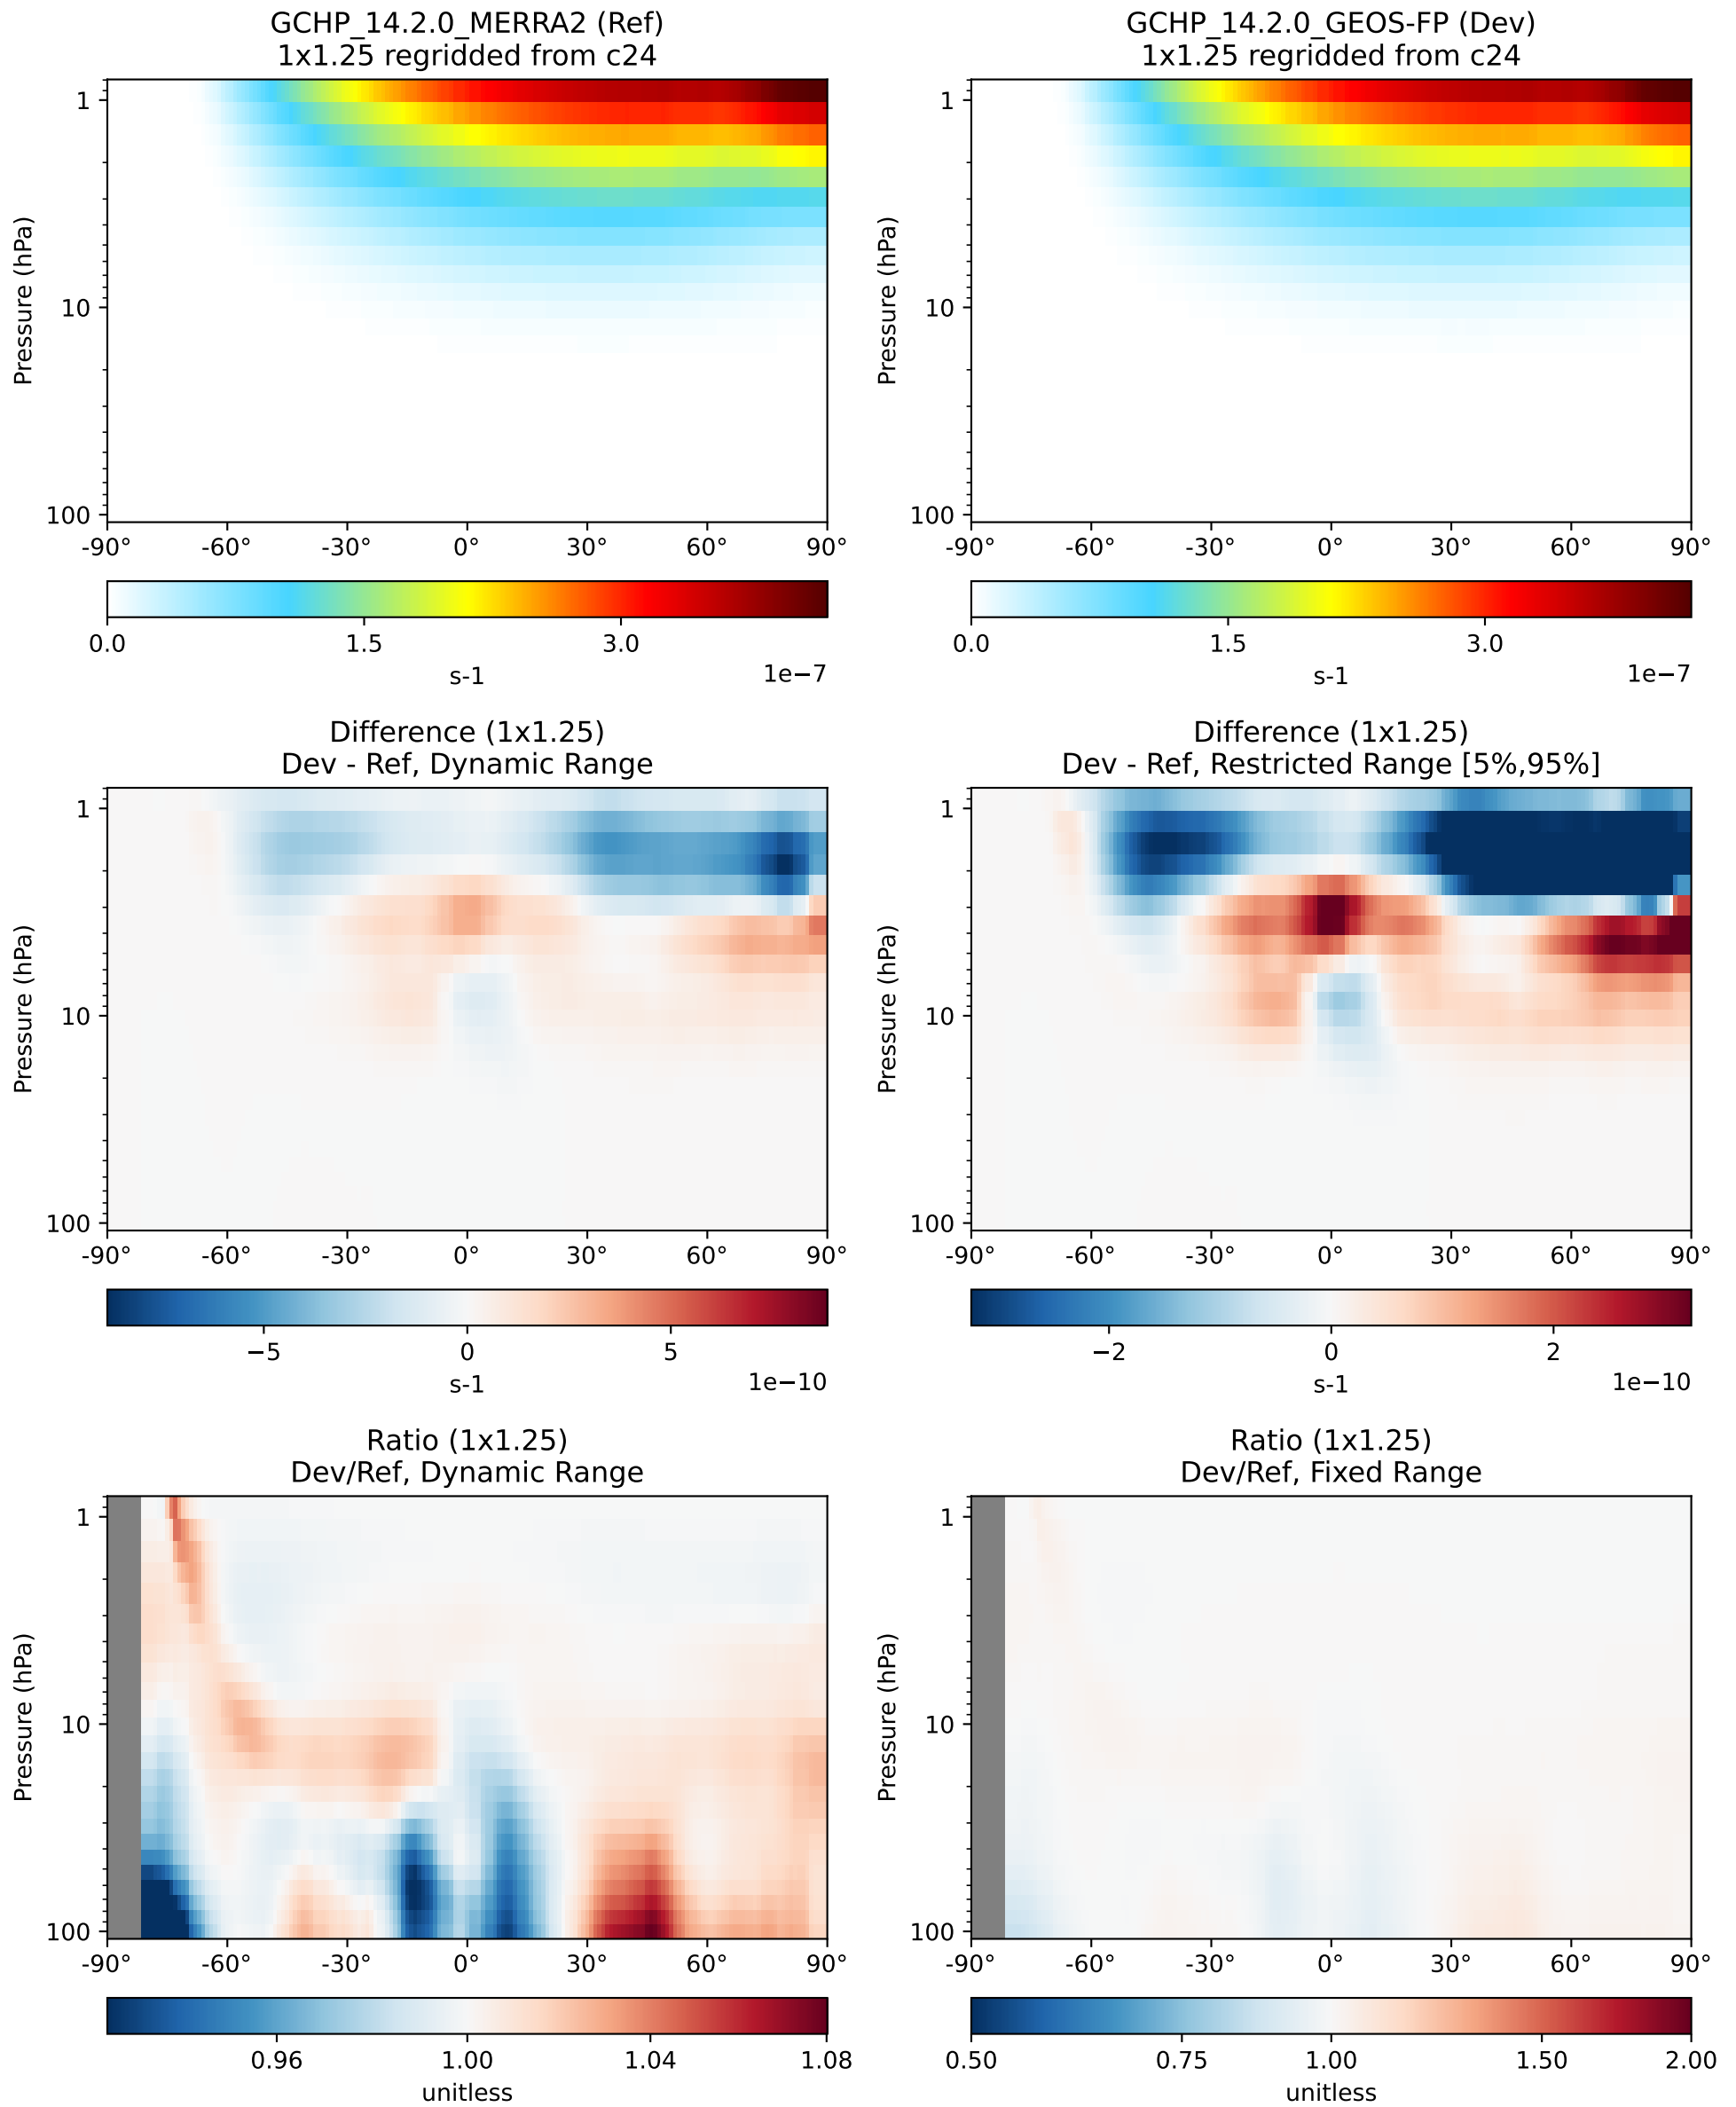 GCHP_14.2.0_MERRA2 (Ref)
1x1.25 regridded from c24
Pressure (hPa)
1
10
100
-90° -60° -30° 0° 30° 60° 90°
0.0 1.5 3.0
s-1 1e−7
GCHP_14.2.0_GEOS-FP (Dev)
1x1.25 regridded from c24
Pressure (hPa)
1
10
100
-90° -60° -30° 0° 30° 60° 90°
0.0 1.5 3.0
s-1 1e−7
Difference (1x1.25)
Dev - Ref, Dynamic Range
Pressure (hPa)
1
10
100
-90° -60° -30° 0° 30° 60° 90°
−5 0 5
s-1 1e−10
Difference (1x1.25)
Dev - Ref, Restricted Range [5%,95%]
Pressure (hPa)
1
10
100
-90° -60° -30° 0° 30° 60° 90°
−2 0 2
s-1 1e−10
Ratio (1x1.25)
Dev/Ref, Dynamic Range
Pressure (hPa)
1
10
100
-90° -60° -30° 0° 30° 60° 90°
0.96 1.00 1.04 1.08
unitless
Ratio (1x1.25)
Dev/Ref, Fixed Range
Pressure (hPa)
1
10
100
-90° -60° -30° 0° 30° 60° 90°
0.50 0.75 1.00 1.50 2.00
unitless